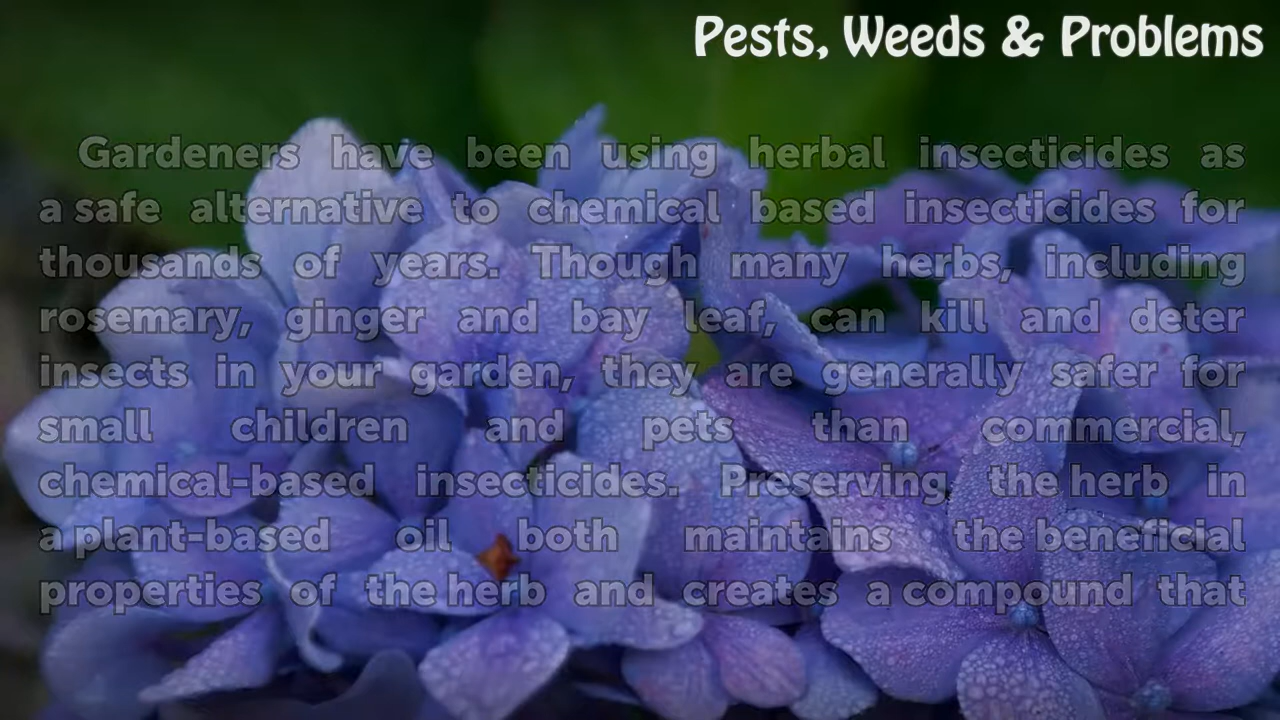 Pests, Weeds & Problems
Gardeners have been using herbal insecticides as
a safe alternative to chemical based insecticides for
thousands of years. Though many herbs, including
rosemary, ginger and bay leaf, can kill and deter
insects in your garden, they are generally safer for
small children and pets than commercial,
chemical-based insecticides. Preserving the herb in
a plant-based oil both maintains the beneficial
properties of the herb and creates a compound that